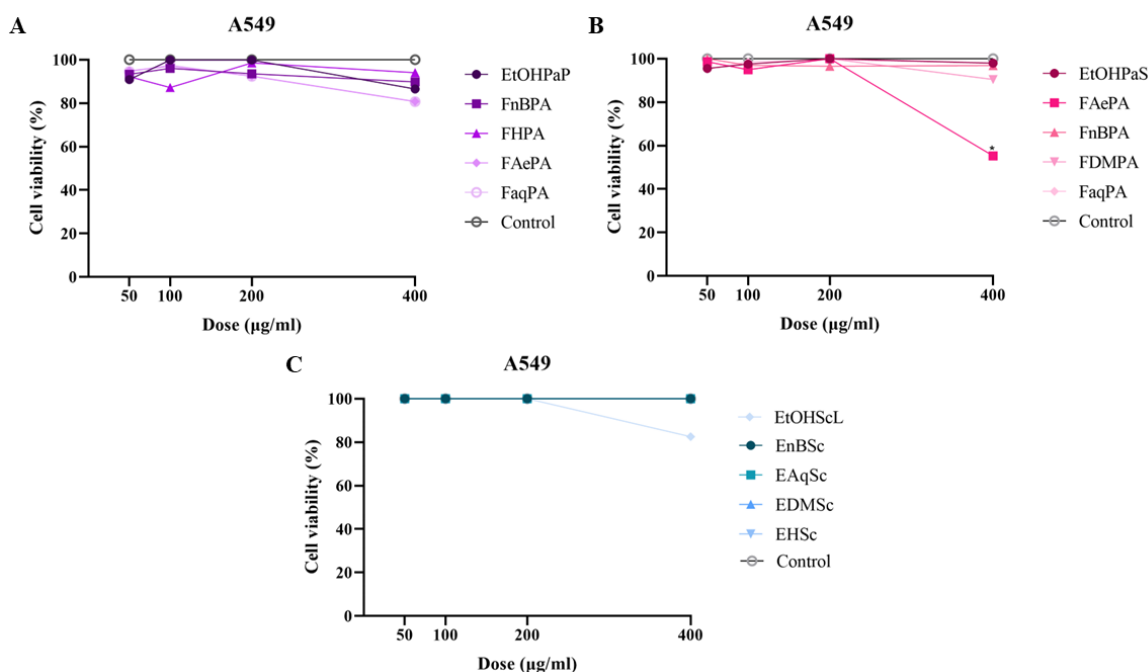 A
A549
Cell viability (%)
100
80
60
40
20
0
50
100
200
400
Dose (µg/ml)
EtOHPaP
FnBPA
FHPA
FAePA
FaqPA
Control
B
A549
Cell viability (%)
100
80
60
40
20
0
50
100
200
400
Dose (µg/ml)
*
EtOHPaS
FAePA
FnBPA
FDMPA
FaqPA
Control
C
A549
Cell viability (%)
100
80
60
40
20
0
50
100
200
400
Dose (µg/ml)
EtOHScL
EnBSc
EAqSc
EDMSc
EHSc
Control